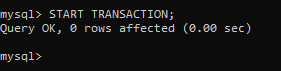 mysql> START TRANSACTION;
Query OK, 0 rows affected (0.00 sec)
mysql>